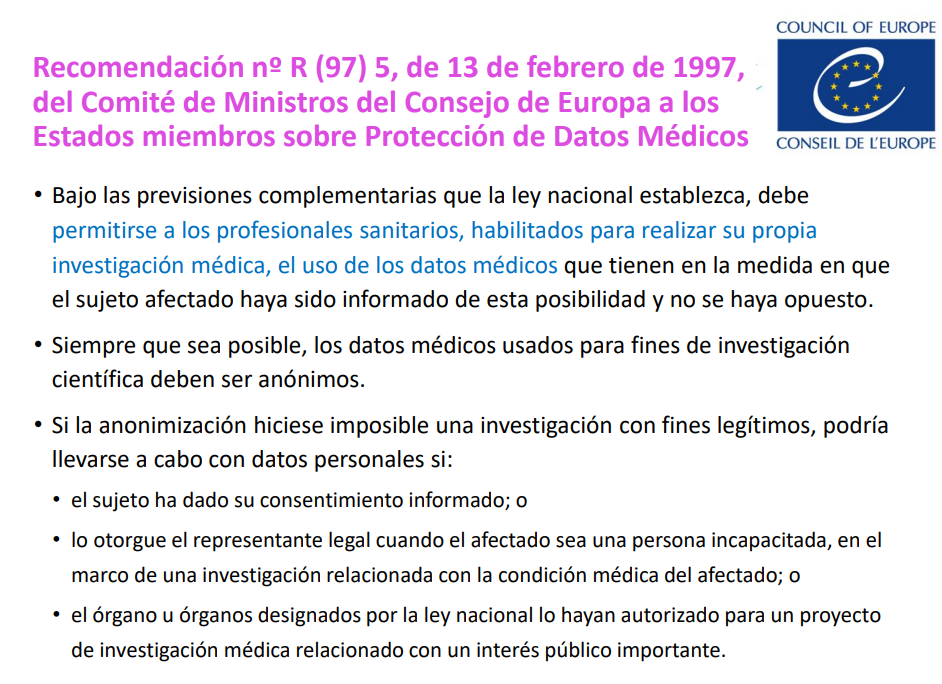 COUNCIL OF EUROPE
Recomendación nº R (97) 5, de 13 de febrero de 1997,
del Comité de Ministros del Consejo de Europa a los
Estados miembros sobre Protección de Datos Médicos
CONSEIL DE L'EUROPE
• Bajo las previsiones complementarias que la ley nacional establezca, debe
permitirse a los profesionales sanitarios, habilitados para realizar su propia
investigación médica, el uso de los datos médicos que tienen en la medida en que
el sujeto afectado haya sido informado de esta posibilidad y no se haya opuesto.
• Siempre que sea posible, los datos médicos usados para fines de investigación
científica deben ser anónimos.
• Si la anonimización hiciese imposible una investigación con fines legítimos, podría
llevarse a cabo con datos personales si:
• el sujeto ha dado su consentimiento informado; o
• lo otorgue el representante legal cuando el afectado sea una persona incapacitada, en el
marco de una investigación relacionada con la condición médica del afectado; o
• el órgano u órganos designados por la ley nacional lo hayan autorizado para un proyecto
de investigación médica relacionado con un interés público importante.